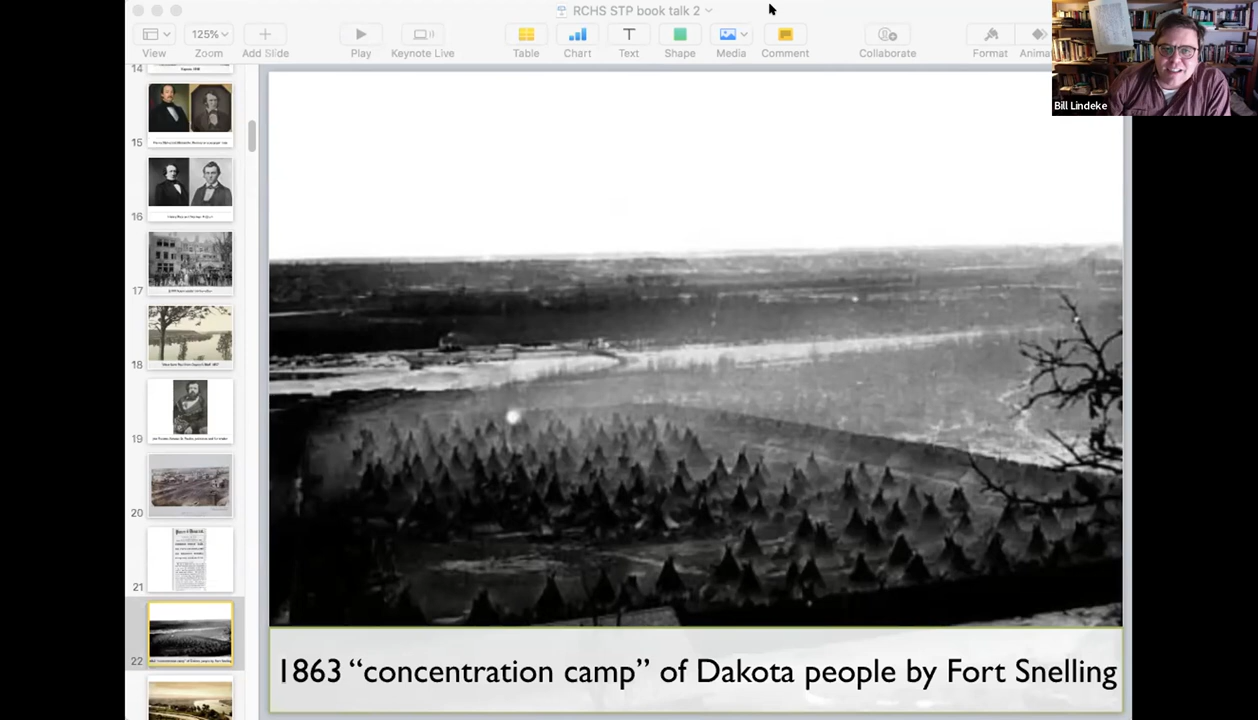 RCHS STP book talk 2
125%
View
Zoom
Add Slide
Play
Keynote Live
Table
Chart
Text
Shape
Media
Comment
Collaborate
Format
Bill Lindeke
14
15
16
17
18
19
20
21
22
1863 “concentration camp” of Dakota people by Fort Snelling